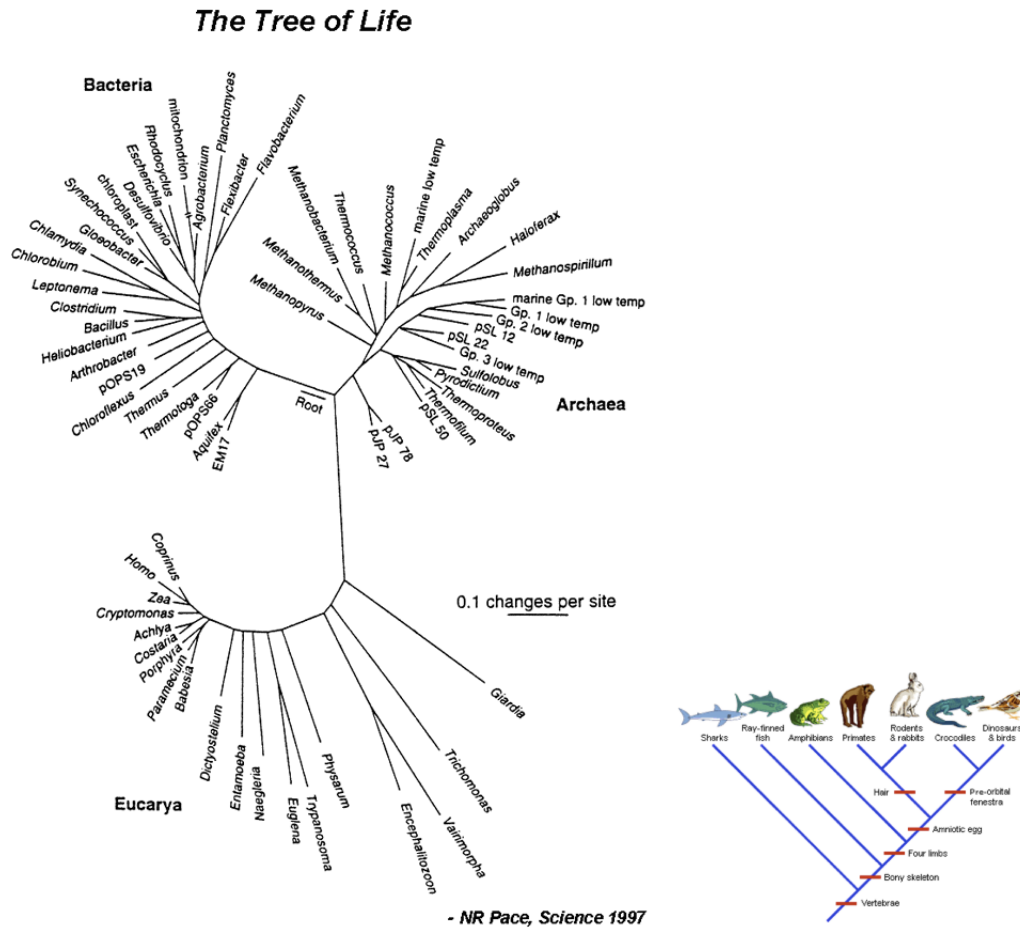 The Tree of Life
Bacteria
Chlorobium
Chlamydia
Synechococcus
Gloeobacter
chloroplast
Desulfovibrio
Escherichia
Rhodocyclus
mitochondrion
Agrobacterium
Planctomyces
Flexibacter
Flavobacterium
Leptonema
Clostridium
Bacillus
Heliobacterium
Arthrobacter
pOPS19
Chloroflexus
Thermus
Thermotoga
pOPS66
Aquifex
EM17
Root
Methanopyrus
Methanothermus
Methanobacterium
Thermococcus
Methanococcus
marine low temp
Thermoplasma
Archaeoglobus
Haloferax
Methanospirillum
marine Gp. 1 low temp
Gp. 1 low temp
Gp. 2 low temp
pSL 12
pSL 22
Gp. 3 low temp
Sulfolobus
Pyrodictium
Thermoproteus
Thermofilum
pSL 50
pJP 78
pJP 27
Archaea
Coprinus
Homo
Zea
Cryptomonas
Achlya
Costaria
Porphyra
Paramecium
Babesia
Dictyostelium
Entamoeba
Naegleria
Euglena
Trypanosoma
Physarum
Encephalitozoon
Vairimorpha
Trichomonas
Giardia
Eucarya
0.1 changes per site
- NR Pace, Science 1997
Sharks
Ray-finned
fish
Amphibians
Primates
Rodents
& rabbits
Crocodiles
Dinosaurs
& birds
Hair
Pre-orbital
fenestra
Amniotic egg
Four limbs
Bony skeleton
Vertebrae